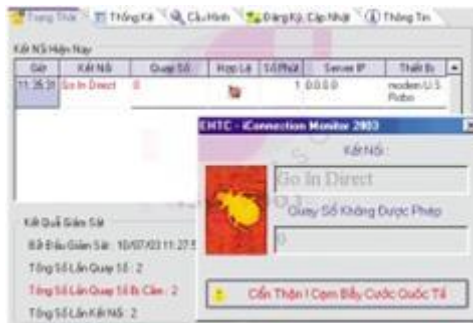 Trạng Thái Thống Kê Cấu Hình Đăng Ký, Cập Nhật Thông Tin
Kết Nối Hiện Nay
Giờ Kết Nối Quay Số Hợp Lệ Số Phút Server IP Thiết Bị
Go In Direct 0 1 0.0.0.0 modem U.S. Robo
EHTC - iConnection Monitor 2003
Kết Nối :
Go In Direct
Quay Số Không Được Phép
0
Cẩn Thận ! Cạm Bẫy Cước Quốc Tế
Kết Quả Giám Sát
Bắt Đầu Giám Sát : 10/07/03 11:27:5
Tổng Số Lần Quay Số : 2
Tổng Số Lần Quay Số Bị Cấm : 2
Tổng Số Lần Kết Nối : 2